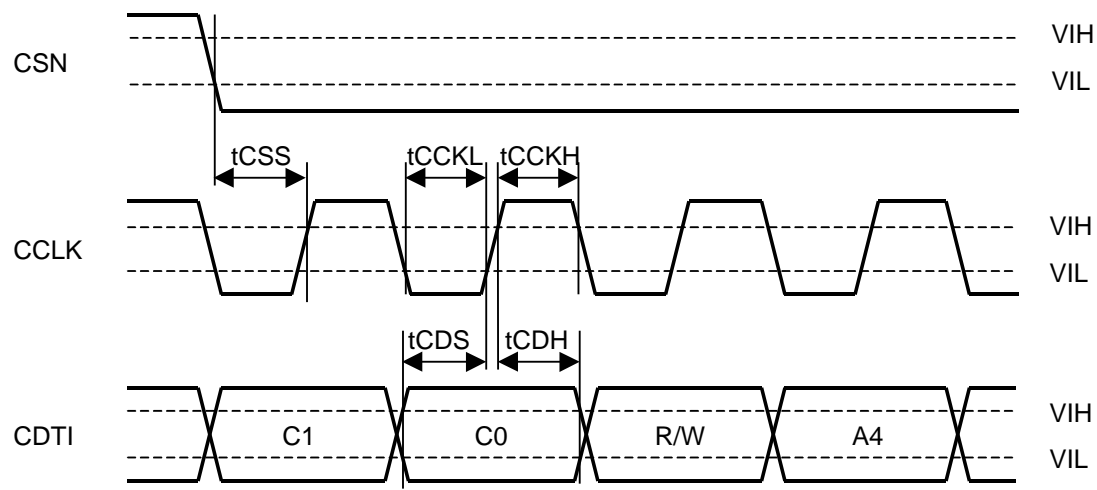 VIH
CSN
VIL
tCSS tCCKL tCCKH
VIH
CCLK
VIL
tCDS tCDH
VIH
CDTI C1 C0 R/W A4
VIL